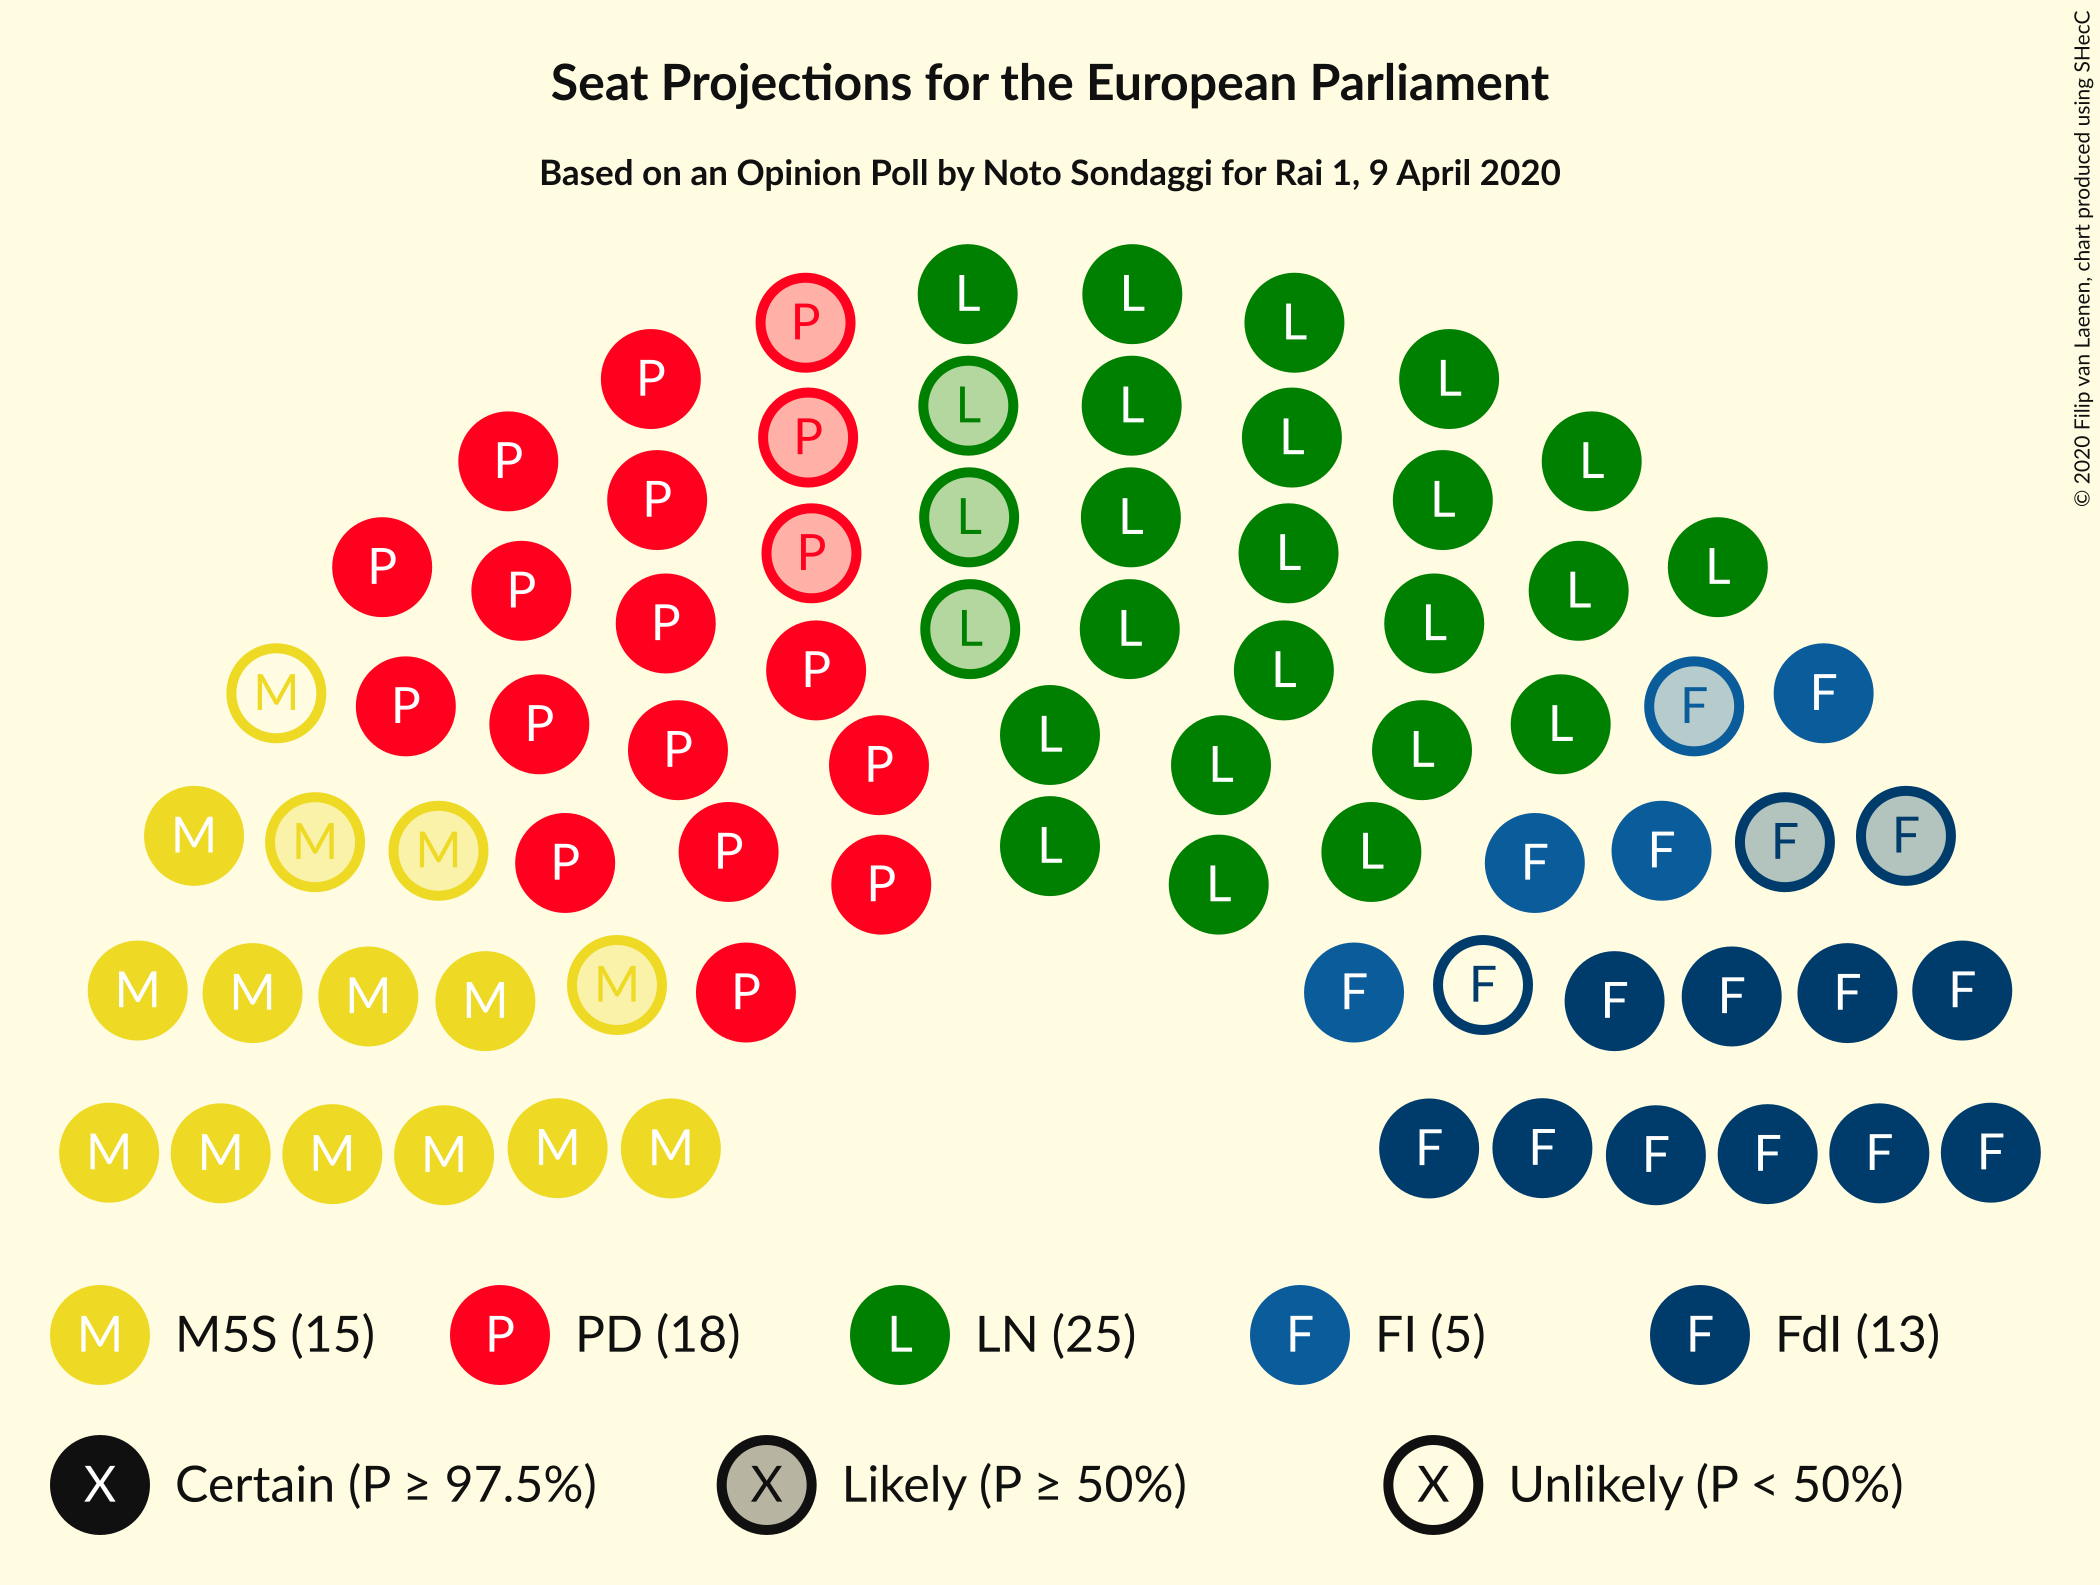 Seat Projections for the European Parliament
Based on an Opinion Poll by Noto Sondaggi for Rai 1, 9 April 2020
© 2020 Filip van Laenen, chart produced using SHecC
L L
P L
P L
P L
P L
P L
P L
P L
P L
P L
P L
P L
M P P P P L L L L L F F
M M M P P P P L L L L F F F F
M M M M M P F F F F F F
M M M M M M F F F F F F
M M5S (15) P PD (18) L LN (25) F FI (5) F FdI (13)
X Certain (P ≥ 97.5%) X Likely (P ≥ 50%) X Unlikely (P < 50%)